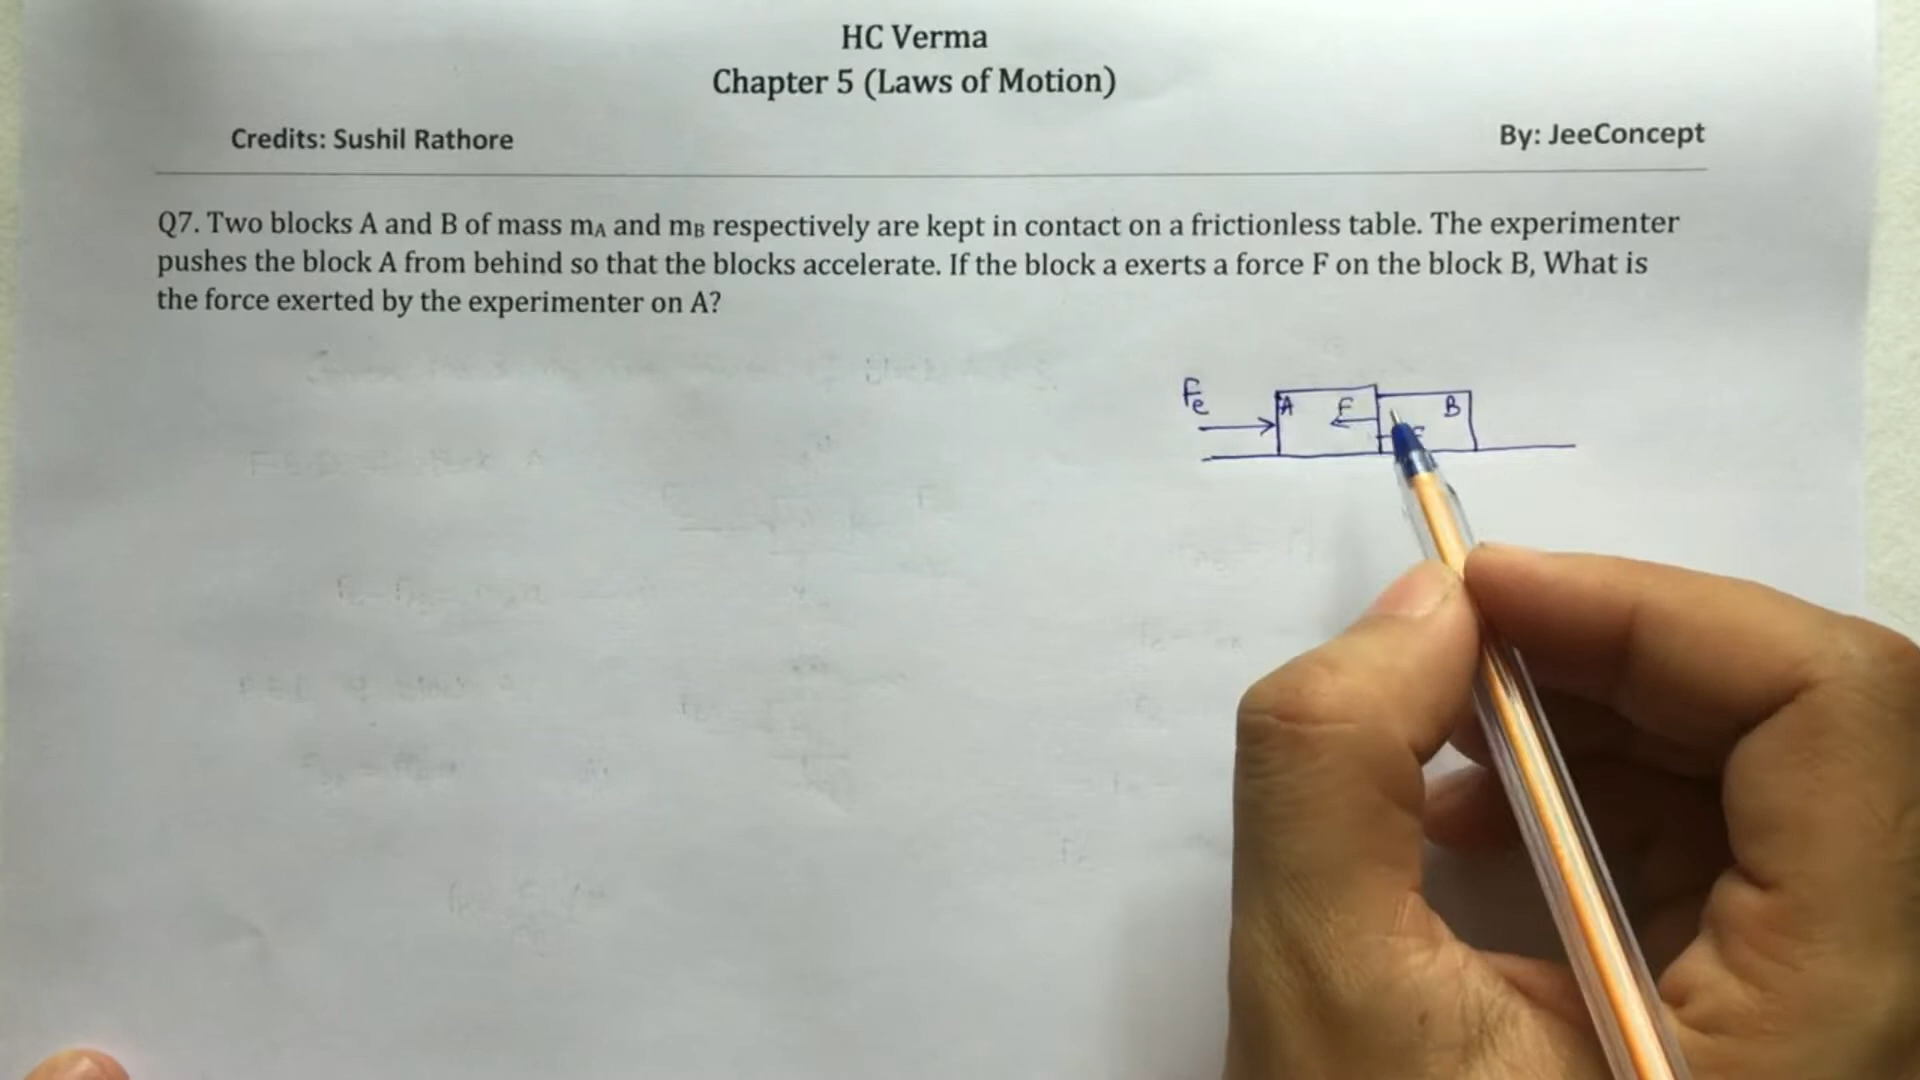 HC Verma
Chapter 5 (Laws of Motion)
Credits: Sushil Rathore
By: JeeConcept
Q7. Two blocks A and B of mass mA and mB respectively are kept in contact on a frictionless table. The experimenter
pushes the block A from behind so that the blocks accelerate. If the block a exerts a force F on the block B, What is
the force exerted by the experimenter on A?
Fe
A F B
F